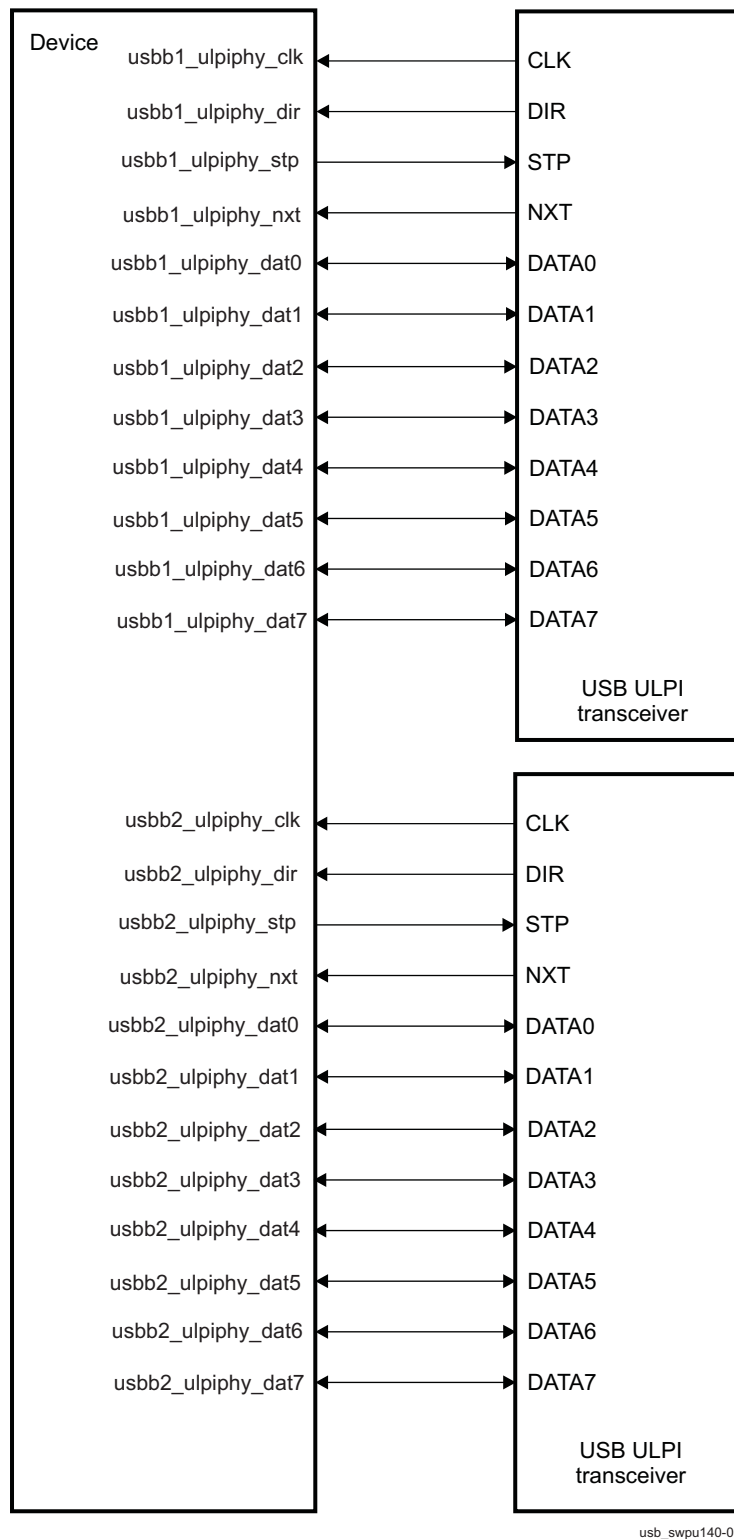 Device
usbb1_ulpiphy_clk CLK
usbb1_ulpiphy_dir DIR
usbb1_ulpiphy_stp STP
usbb1_ulpiphy_nxt NXT
usbb1_ulpiphy_dat0 DATA0
usbb1_ulpiphy_dat1 DATA1
usbb1_ulpiphy_dat2 DATA2
usbb1_ulpiphy_dat3 DATA3
usbb1_ulpiphy_dat4 DATA4
usbb1_ulpiphy_dat5 DATA5
usbb1_ulpiphy_dat6 DATA6
usbb1_ulpiphy_dat7 DATA7
USB ULPI
transceiver
usbb2_ulpiphy_clk CLK
usbb2_ulpiphy_dir DIR
usbb2_ulpiphy_stp STP
usbb2_ulpiphy_nxt NXT
usbb2_ulpiphy_dat0 DATA0
usbb2_ulpiphy_dat1 DATA1
usbb2_ulpiphy_dat2 DATA2
usbb2_ulpiphy_dat3 DATA3
usbb2_ulpiphy_dat4 DATA4
usbb2_ulpiphy_dat5 DATA5
usbb2_ulpiphy_dat6 DATA6
usbb2_ulpiphy_dat7 DATA7
USB ULPI
transceiver
usb_swpu140-0